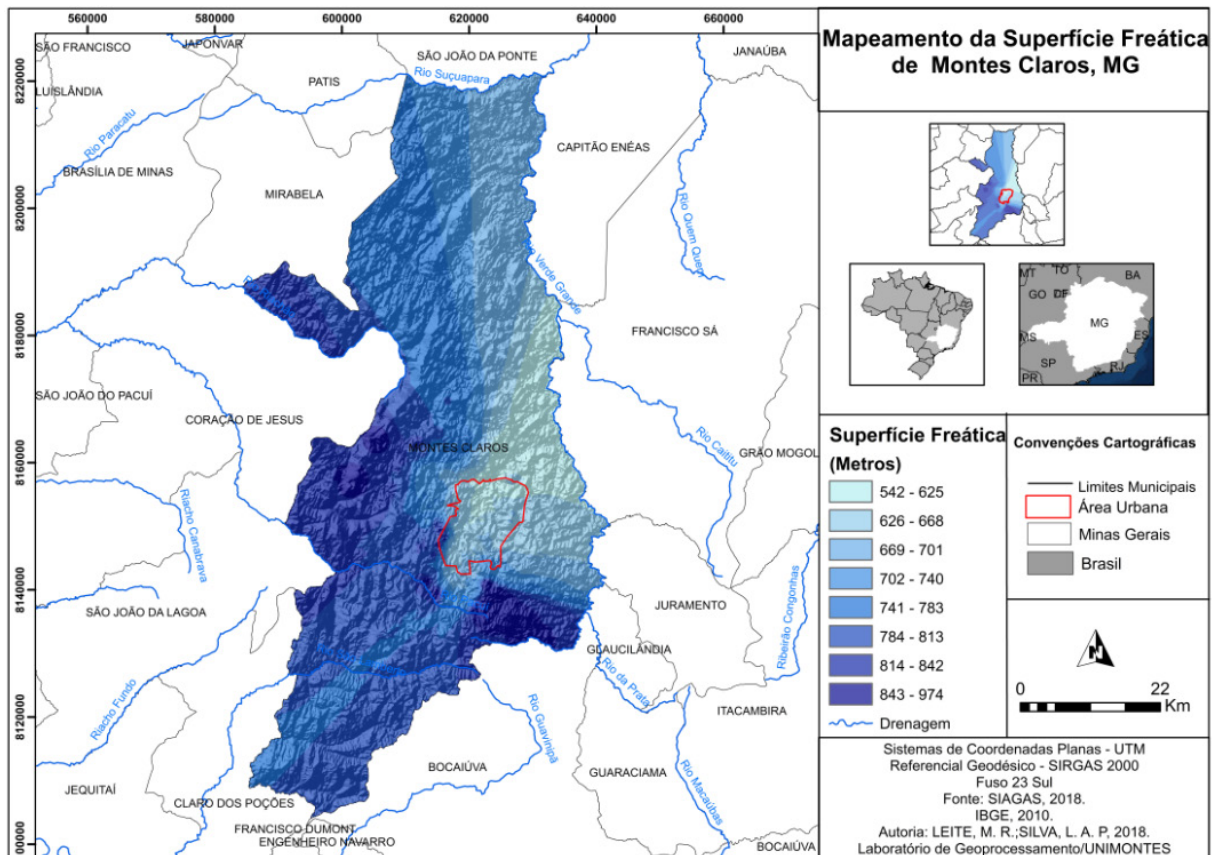 560000
580000
600000
620000
640000
660000
8220000
8200000
8180000
8160000
8140000
8120000
00000
SÃO FRANCISCO
JAPONVAR
SÃO JOÃO DA PONTE
JANAÚBA
LUISLÂNDIA
PATIS
Rio Suçuapara
Rio Paracatu
BRASÍLIA DE MINAS
MIRABELA
CAPITÃO ENÉAS
Rio Quem Quem
Verde Grande
FRANCISCO SÁ
SÃO JOÃO DO PACUÍ
CORAÇÃO DE JESUS
MONTES CLAROS
Rio Caititu
GRÃO MOGOL
Riacho Canabrava
SÃO JOÃO DA LAGOA
JURAMENTO
Ribeirão Congonhas
GLAUCILÂNDIA
Rio da Prata
Riacho Fundo
Rio Guavinipã
ITACAMBIRA
JEQUITAÍ
BOCAIÚVA
GUARACIAMA
Rio Macaúbas
CLARO DOS POÇÕES
FRANCISCO DUMONT
ENGENHEIRO NAVARRO
BOCAIÚVA
Mapeamento da Superfície Freática
de Montes Claros, MG
MT
TO
BA
GO
DF
MG
MS
ES
SP
RJ
PR
Superfície Freática
(Metros)
542 - 625
626 - 668
669 - 701
702 - 740
741 - 783
784 - 813
814 - 842
843 - 974
Drenagem
Convenções Cartográficas
Limites Municipais
Área Urbana
Minas Gerais
Brasil
N
0 22
Km
Sistemas de Coordenadas Planas - UTM
Referencial Geodésico - SIRGAS 2000
Fuso 23 Sul
Fonte: SIAGAS, 2018.
IBGE, 2010.
Autoria: LEITE, M. R.;SILVA, L. A. P, 2018.
Laboratório de Geoprocessamento/UNIMONTES